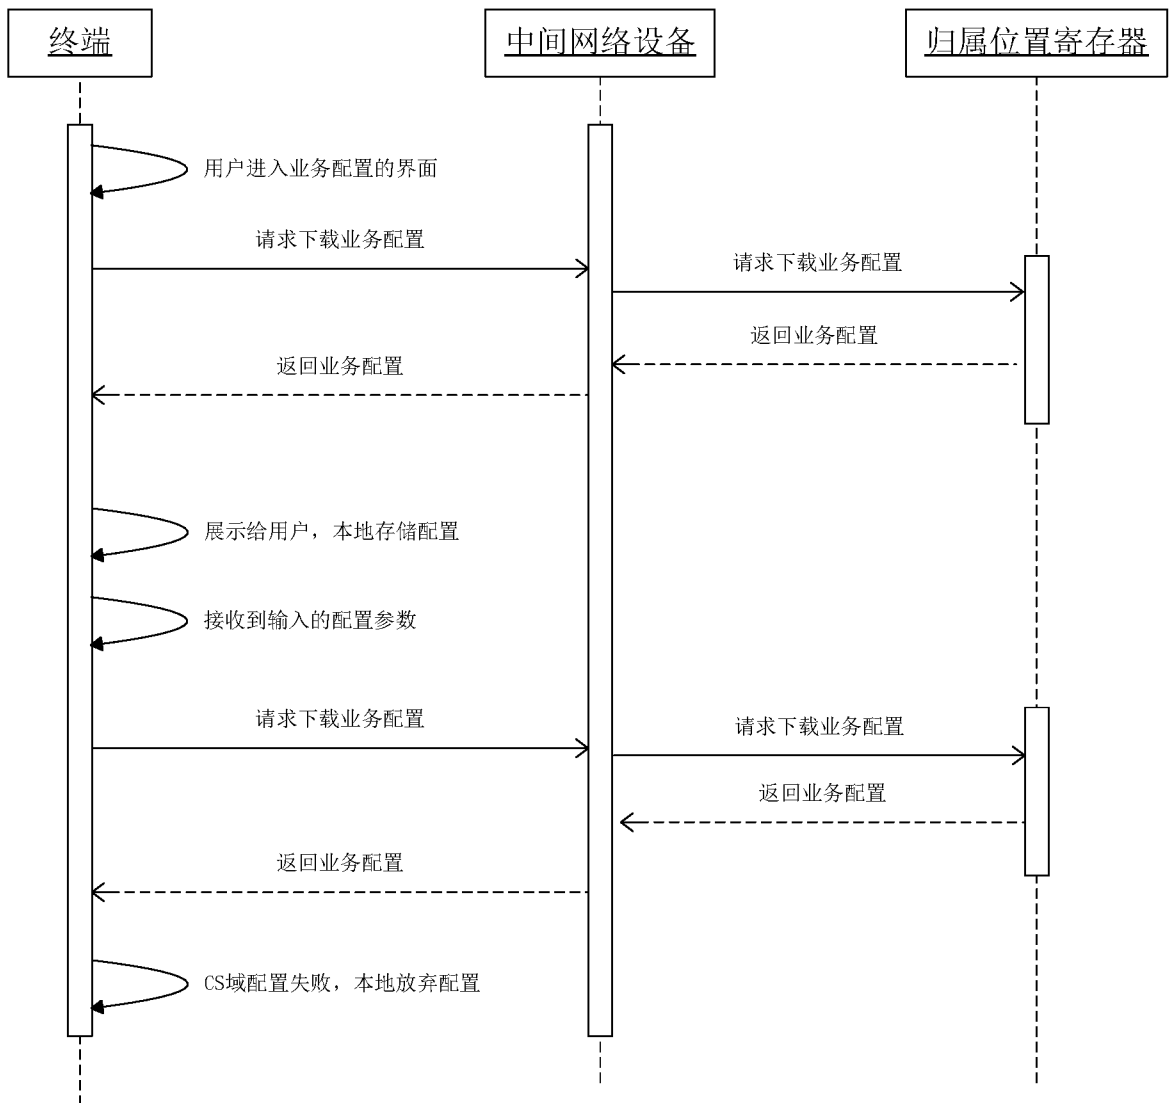 终端
中间网络设备
归属位置寄存器
用户进入业务配置的界面
请求下载业务配置
请求下载业务配置
返回业务配置
返回业务配置
展示给用户，本地存储配置
接收到输入的配置参数
请求下载业务配置
请求下载业务配置
返回业务配置
返回业务配置
CS域配置失败，本地放弃配置